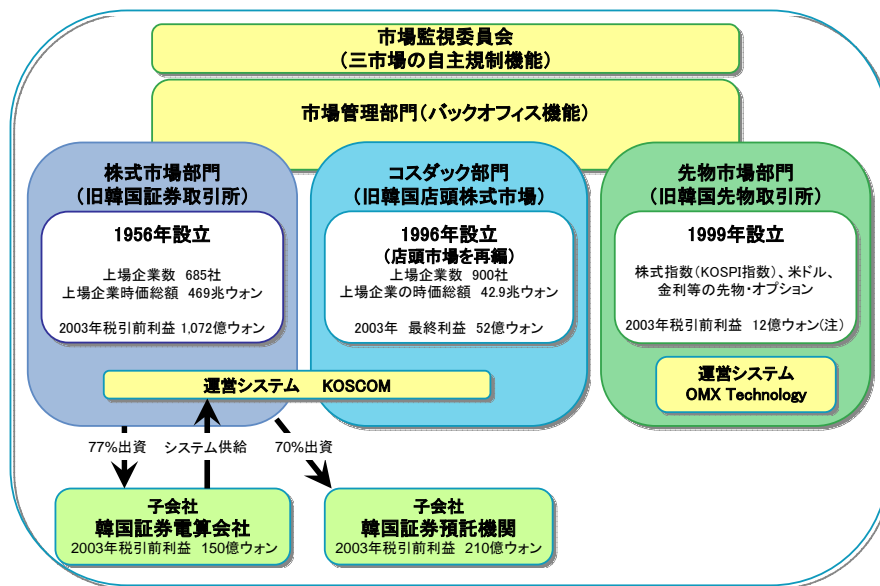 市場監視委員会
(三市場の自主規制機能)
市場管理部門(バックオフィス機能)
株式市場部門
(旧韓国証券取引所)
1956年設立
上場企業数 685社
上場企業時価総額 469兆ウォン
2003年税引前利益 1,072億ウォン
コスダック部門
(旧韓国店頭株式市場)
1996年設立
(店頭市場を再編)
上場企業数 900社
上場企業の時価総額 42.9兆ウォン
2003年 最終利益 52億ウォン
先物市場部門
(旧韓国先物取引所)
1999年設立
株式指数(KOSPI指数)、米ドル、
金利等の先物・オプション
2003年税引前利益 12億ウォン(注)
運営システム KOSCOM
運営システム
OMX Technology
77%出資
システム供給
70%出資
子会社
韓国証券電算会社
2003年税引前利益 150億ウォン
子会社
韓国証券預託機関
2003年税引前利益 210億ウォン